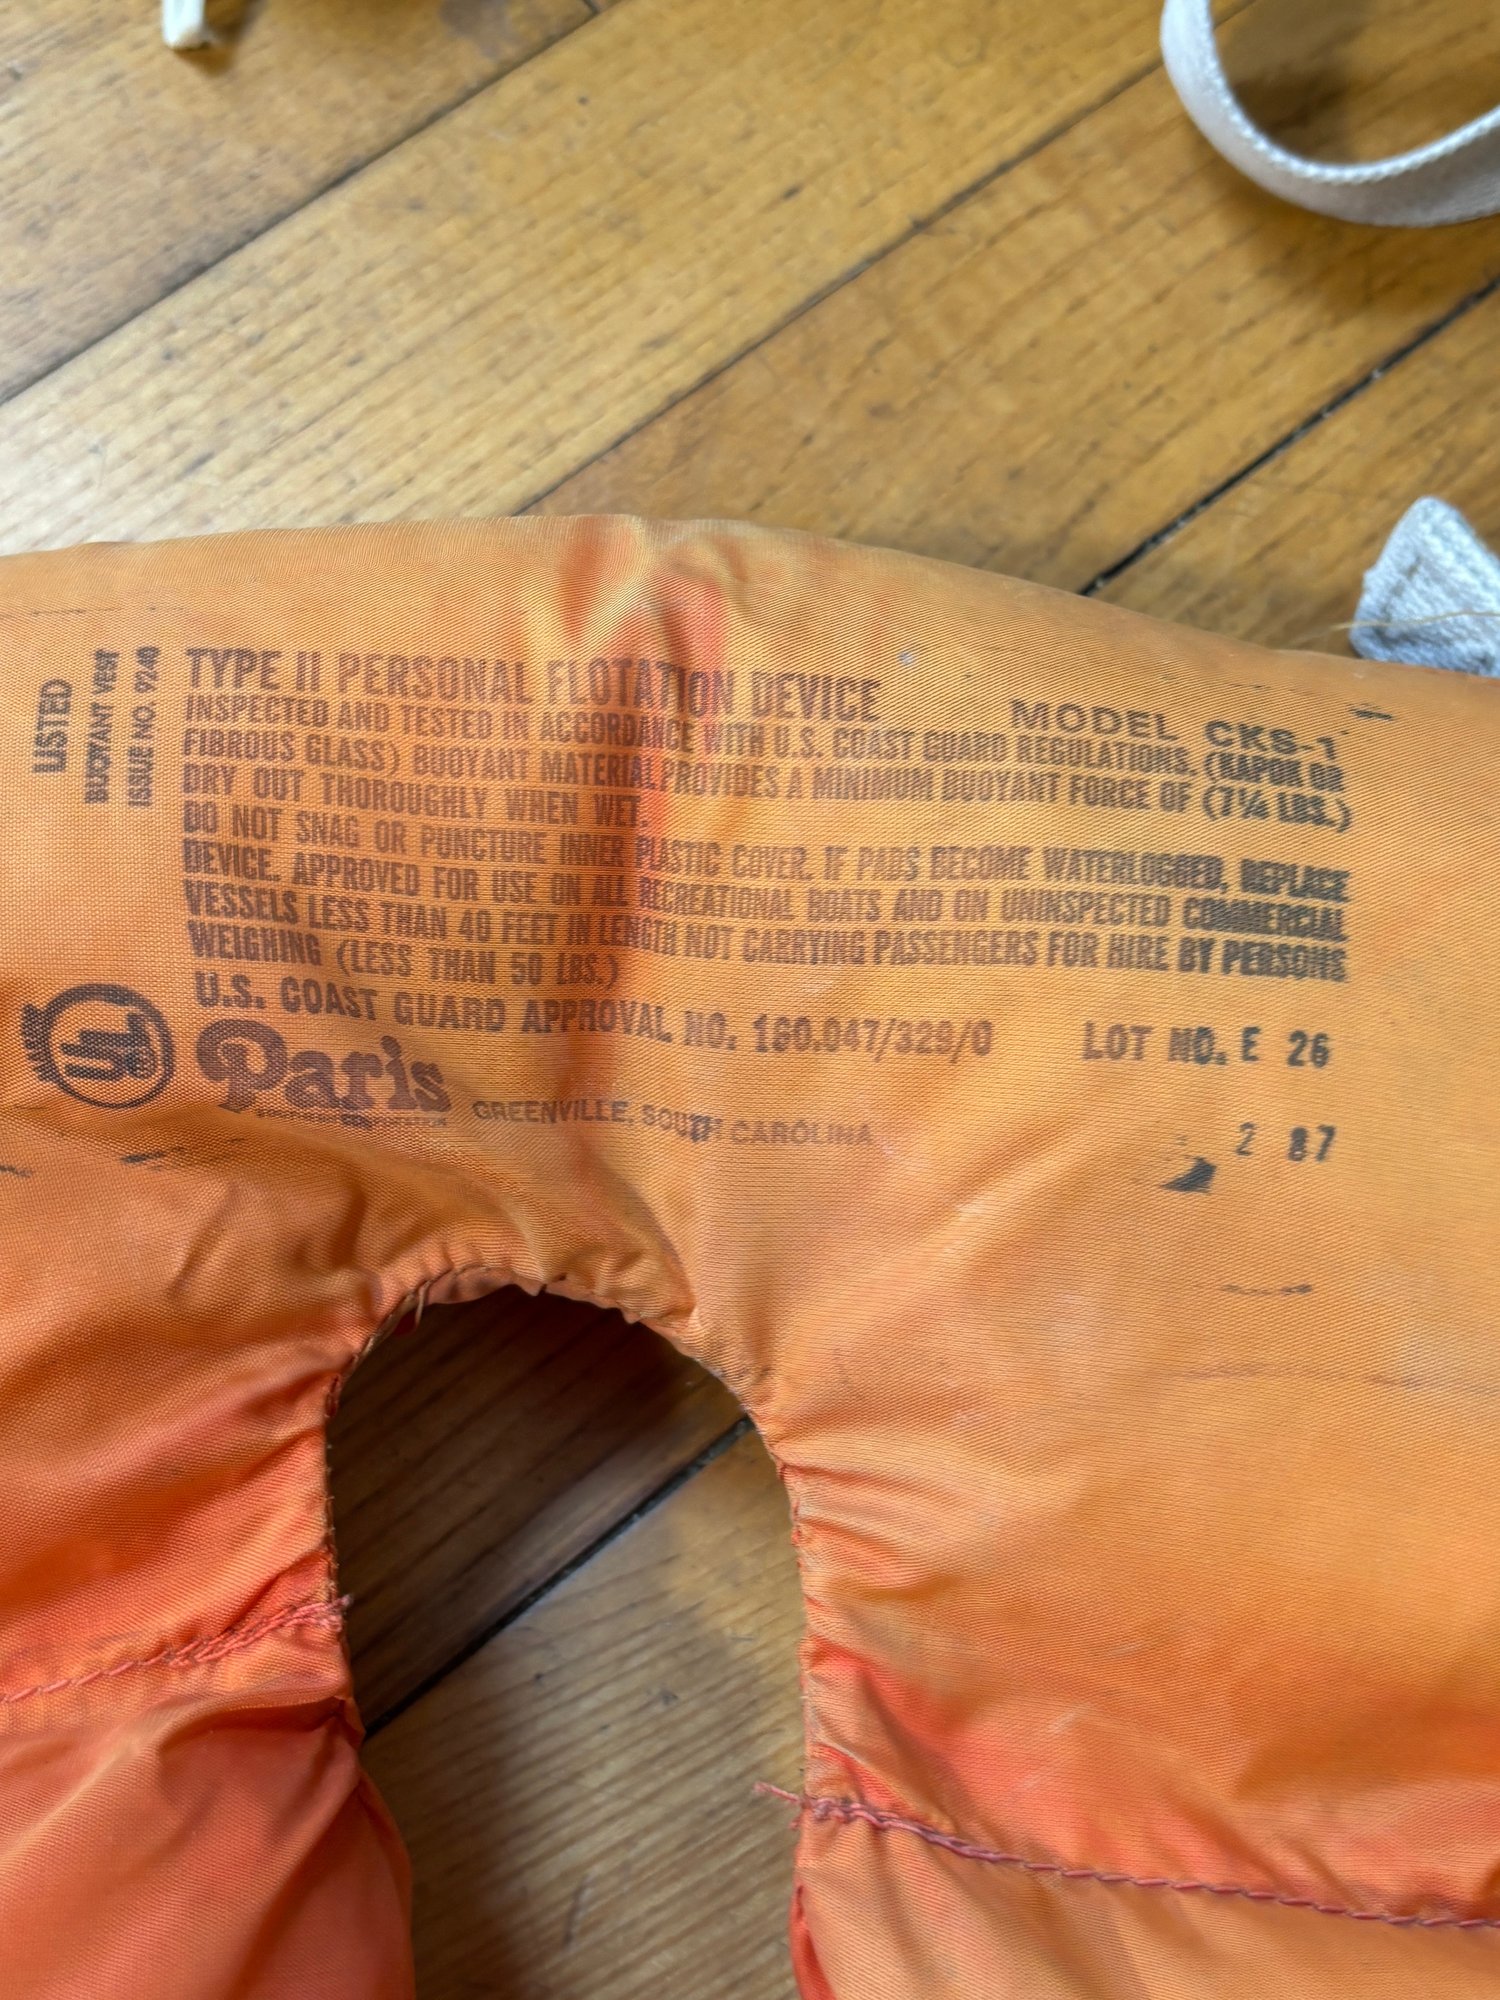 LISTED
BUOYANT VEST
ISSUE NO. 9240
TYPE II PERSONAL FLOTATION DEVICE MODEL CKS-1
INSPECTED AND TESTED IN ACCORDANCE WITH U.S. COAST GUARD REGULATIONS. (KAPOK OR
FIBROUS GLASS) BUOYANT MATERIAL PROVIDES A MINIMUM BUOYANT FORCE OF (7¼ LBS.)
DRY OUT THOROUGHLY WHEN WET.
DO NOT SNAG OR PUNCTURE INNER PLASTIC COVER. IF PADS BECOME WATERLOGGED, REPLACE
DEVICE. APPROVED FOR USE ON ALL RECREATIONAL BOATS AND ON UNINSPECTED COMMERCIAL
VESSELS LESS THAN 40 FEET IN LENGTH NOT CARRYING PASSENGERS FOR HIRE BY PERSONS
WEIGHING (LESS THAN 50 LBS.)
U.S. COAST GUARD APPROVAL NO. 160.047/329/0 LOT NO. E 26
UL
Paris
CORPORATION
GREENVILLE, SOUTH CAROLINA
2 87